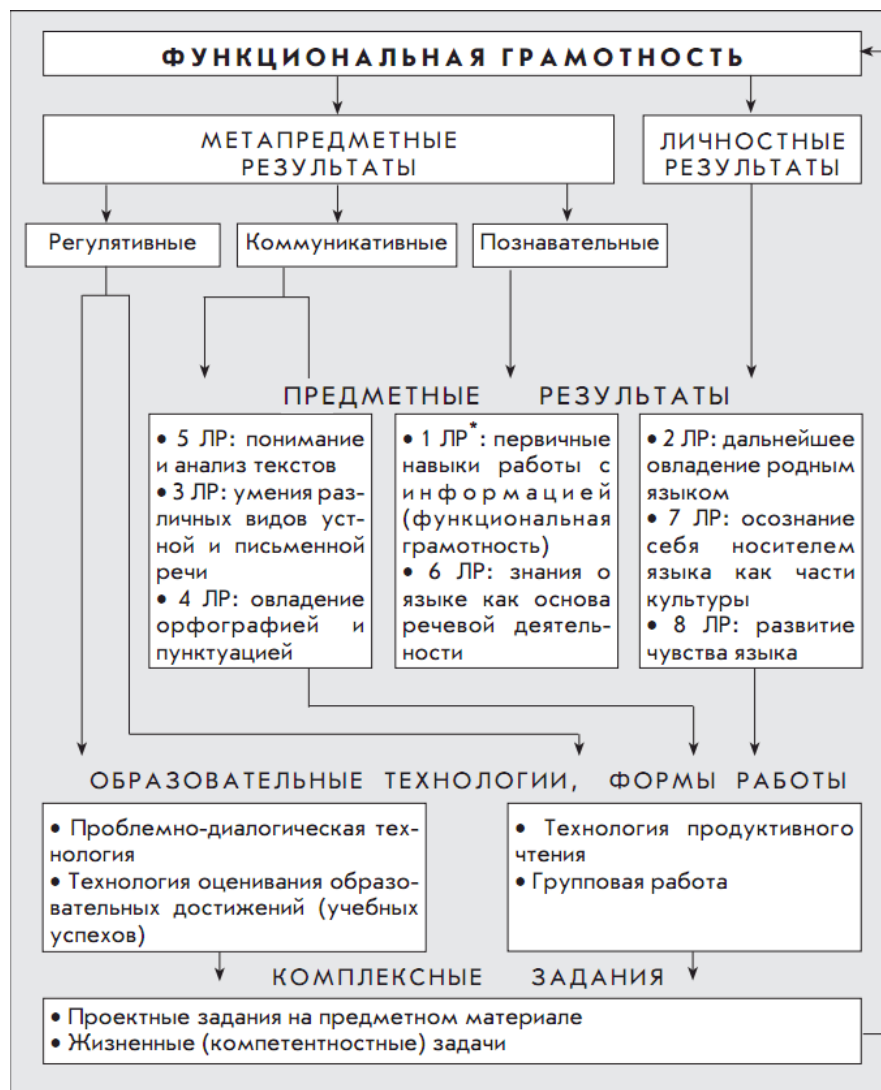 ФУНКЦИОНАЛЬНАЯ ГРАМОТНОСТЬ
МЕТАПРЕДМЕТНЫЕ
РЕЗУЛЬТАТЫ
ЛИЧНОСТНЫЕ
РЕЗУЛЬТАТЫ
Регулятивные
Коммуникативные
Познавательные
ПРЕДМЕТНЫЕ РЕЗУЛЬТАТЫ
• 5 ЛР: понимание
и анализ текстов
• 3 ЛР: умения раз-
личных видов уст-
ной и письменной
речи
• 4 ЛР: овладение
орфографией и
пунктуацией
• 1 ЛР*: первичные
навыки работы с
информацией
(функциональная
грамотность)
• 6 ЛР: знания о
языке как основа
речевой деятель-
ности
• 2 ЛР: дальнейшее
овладение родным
языком
• 7 ЛР: осознание
себя носителем
языка как части
культуры
• 8 ЛР: развитие
чувства языка
ОБРАЗОВАТЕЛЬНЫЕ ТЕХНОЛОГИИ, ФОРМЫ РАБОТЫ
• Проблемно-диалогическая тех-
нология
• Технология оценивания образо-
вательных достижений (учебных
успехов)
• Технология продуктивного
чтения
• Групповая работа
КОМПЛЕКСНЫЕ ЗАДАНИЯ
• Проектные задания на предметном материале
• Жизненные (компетентностные) задачи